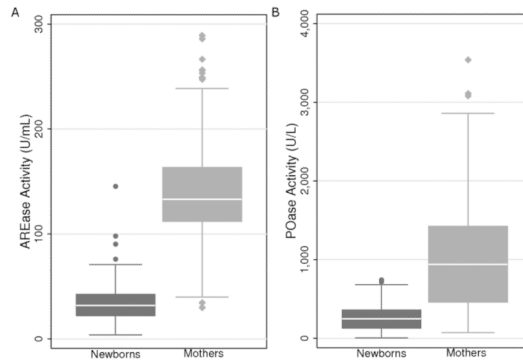 A
AREase Activity (U/mL)
300
200
100
0
Newborns Mothers
B
POase Activity (U/L)
4,000
3,000
2,000
1,000
0
Newborns Mothers